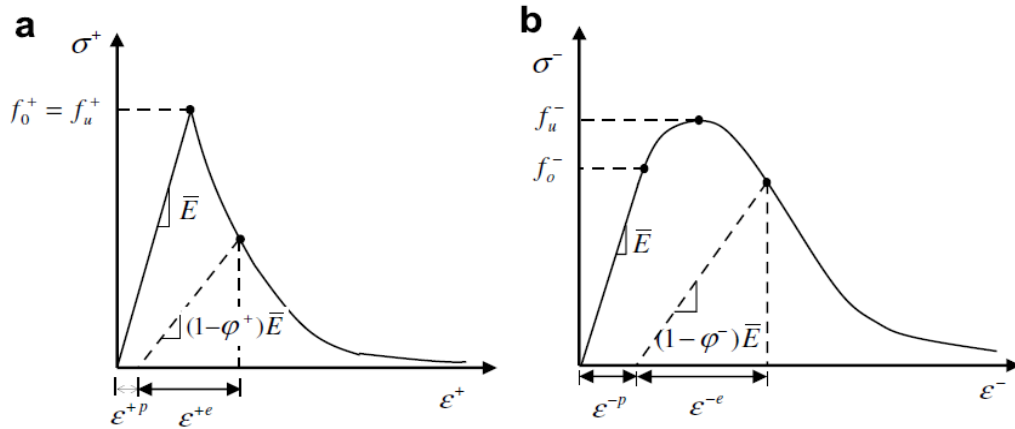 a
σ⁺
f₀⁺ = fᵤ⁺
E̅
(1−φ⁺)E̅
ε⁺ᵖ
ε⁺ᵉ
ε⁺
b
σ⁻
fᵤ⁻
fₒ⁻
E̅
(1−φ⁻)E̅
ε⁻ᵖ
ε⁻ᵉ
ε⁻